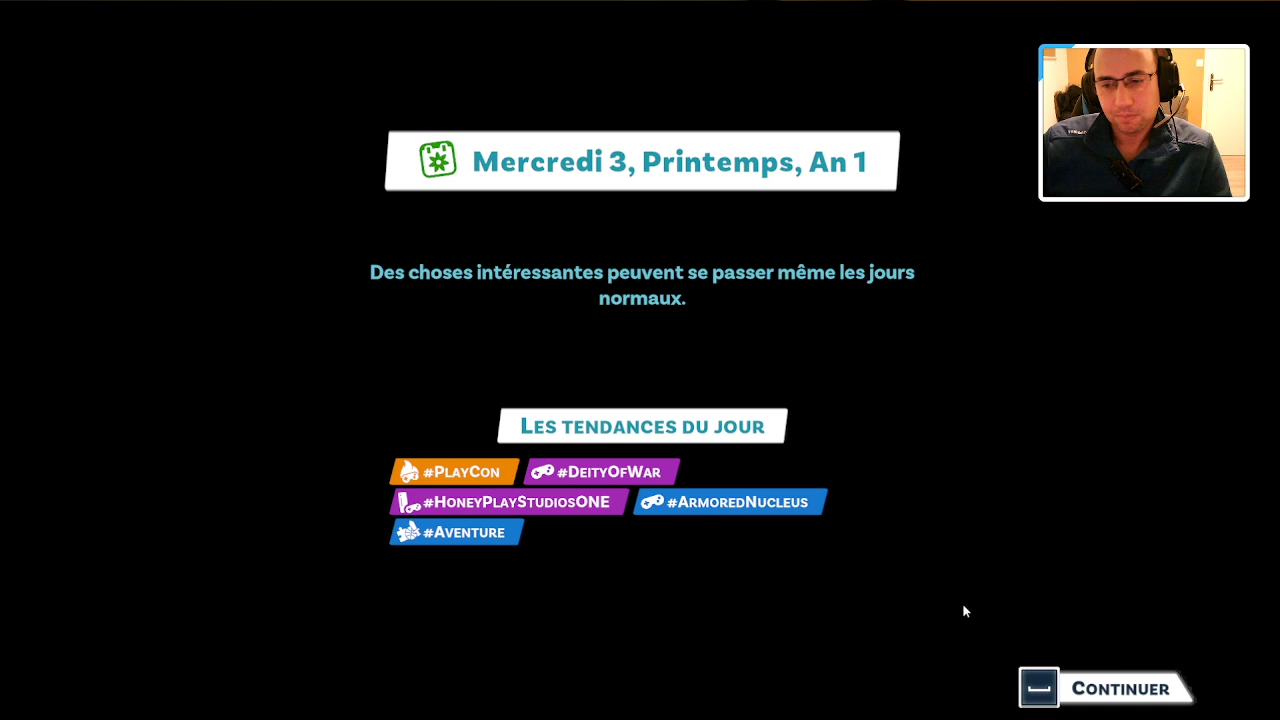 Mercredi 3, Printemps, An 1
Des choses intéressantes peuvent se passer même les jours
normaux.
LES TENDANCES DU JOUR
#PLAYCON #DEITYOFWAR
#HONEYPLAYSTUDIOSONE #ARMOREDNUCLEUS
#AVENTURE
CONTINUER